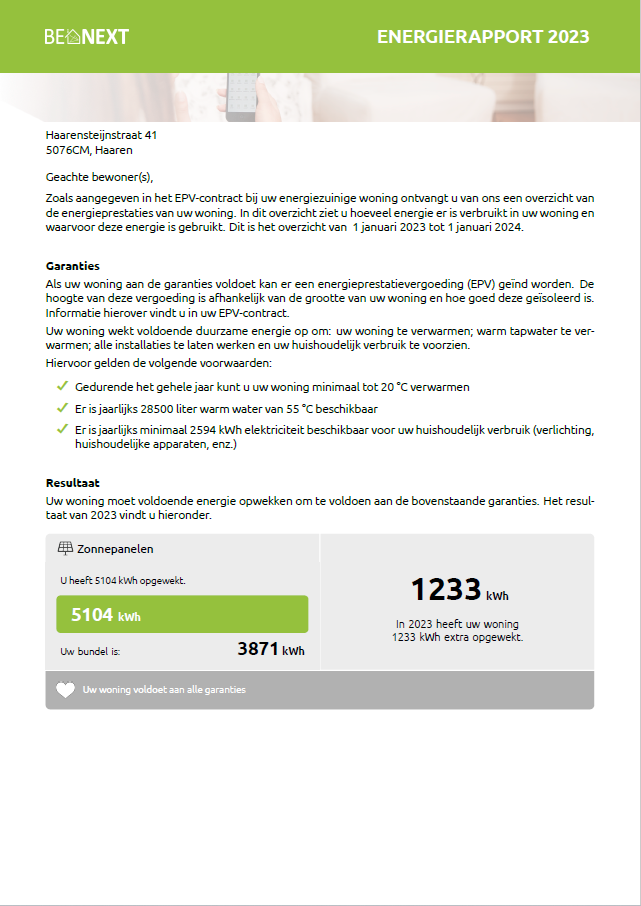 BENEXT
ENERGIERAPPORT 2023
Haarensteijnstraat 41
5076CM, Haaren
Geachte bewoner(s),
Zoals aangegeven in het EPV-contract bij uw energiezuinige woning ontvangt u van ons een overzicht van
de energieprestaties van uw woning. In dit overzicht ziet u hoeveel energie er is verbruikt in uw woning en
waarvoor deze energie is gebruikt. Dit is het overzicht van 1 januari 2023 tot 1 januari 2024.
Garanties
Als uw woning aan de garanties voldoet kan er een energieprestatievergoeding (EPV) geïnd worden. De
hoogte van deze vergoeding is afhankelijk van de grootte van uw woning en hoe goed deze geïsoleerd is.
Informatie hierover vindt u in uw EPV-contract.
Uw woning wekt voldoende duurzame energie op om: uw woning te verwarmen; warm tapwater te ver-
warmen; alle installaties te laten werken en uw huishoudelijk verbruik te voorzien.
Hiervoor gelden de volgende voorwaarden:
✓ Gedurende het gehele jaar kunt u uw woning minimaal tot 20 °C verwarmen
✓ Er is jaarlijks 28500 liter warm water van 55 °C beschikbaar
✓ Er is jaarlijks minimaal 2594 kWh elektriciteit beschikbaar voor uw huishoudelijk verbruik (verlichting,
huishoudelijke apparaten, enz.)
Resultaat
Uw woning moet voldoende energie opwekken om te voldoen aan de bovenstaande garanties. Het resul-
taat van 2023 vindt u hieronder.
Zonnepanelen
U heeft 5104 kWh opgewekt.
5104 kWh
Uw bundel is: 3871 kWh
1233 kWh
In 2023 heeft uw woning
1233 kWh extra opgewekt.
Uw woning voldoet aan alle garanties